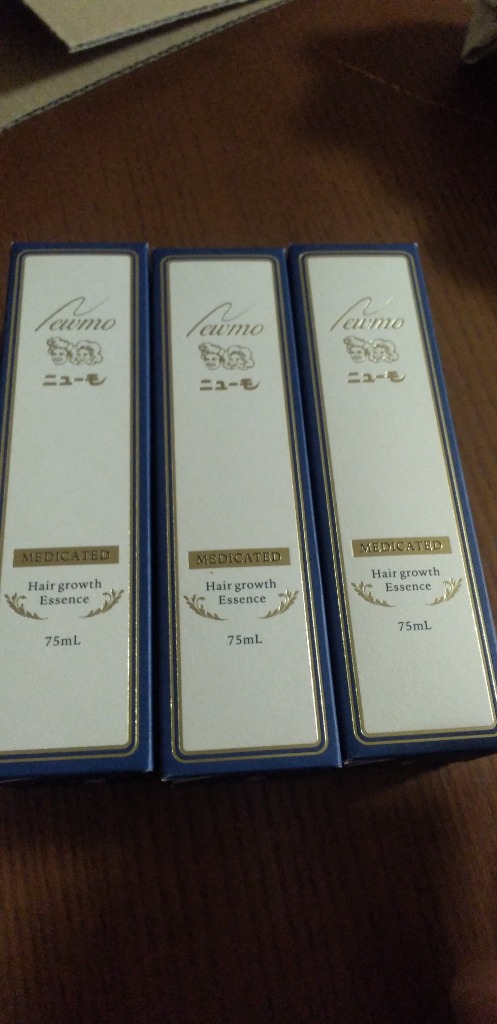 Newmo
ニューモ
MEDICATED
Hair growth
Essence
75mL
Newmo
ニューモ
MEDICATED
Hair growth
Essence
75mL
Newmo
ニューモ
MEDICATED
Hair growth
Essence
75mL